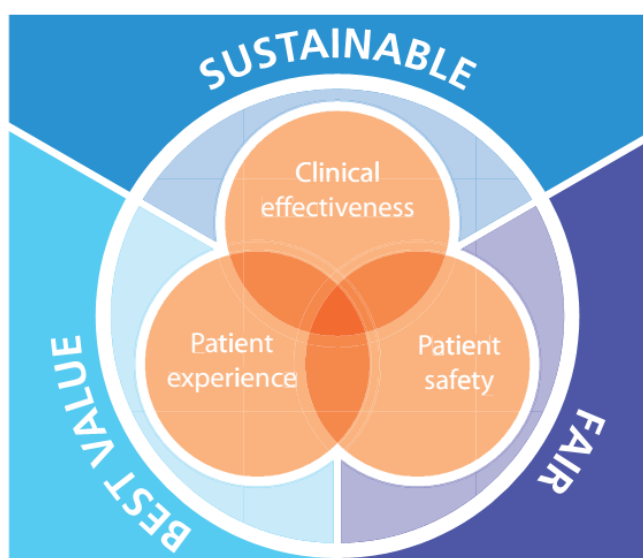 SUSTAINABLE
Clinical
effectiveness
Patient
experience
Patient
safety
BEST VALUE
FAIR